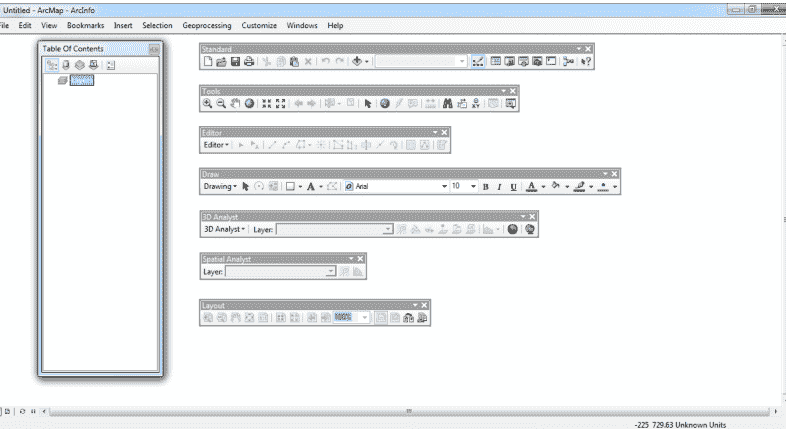 Untitled - ArcMap - ArcInfo
File Edit View Bookmarks Insert Selection Geoprocessing Customize Windows Help
Table Of Contents
Standard
Tools
Editor
Editor
Draw
Drawing Arial 10 B I U A
3D Analyst
3D Analyst Layer:
Spatial Analyst
Layer:
Layout
-225 729.63 Unknown Units